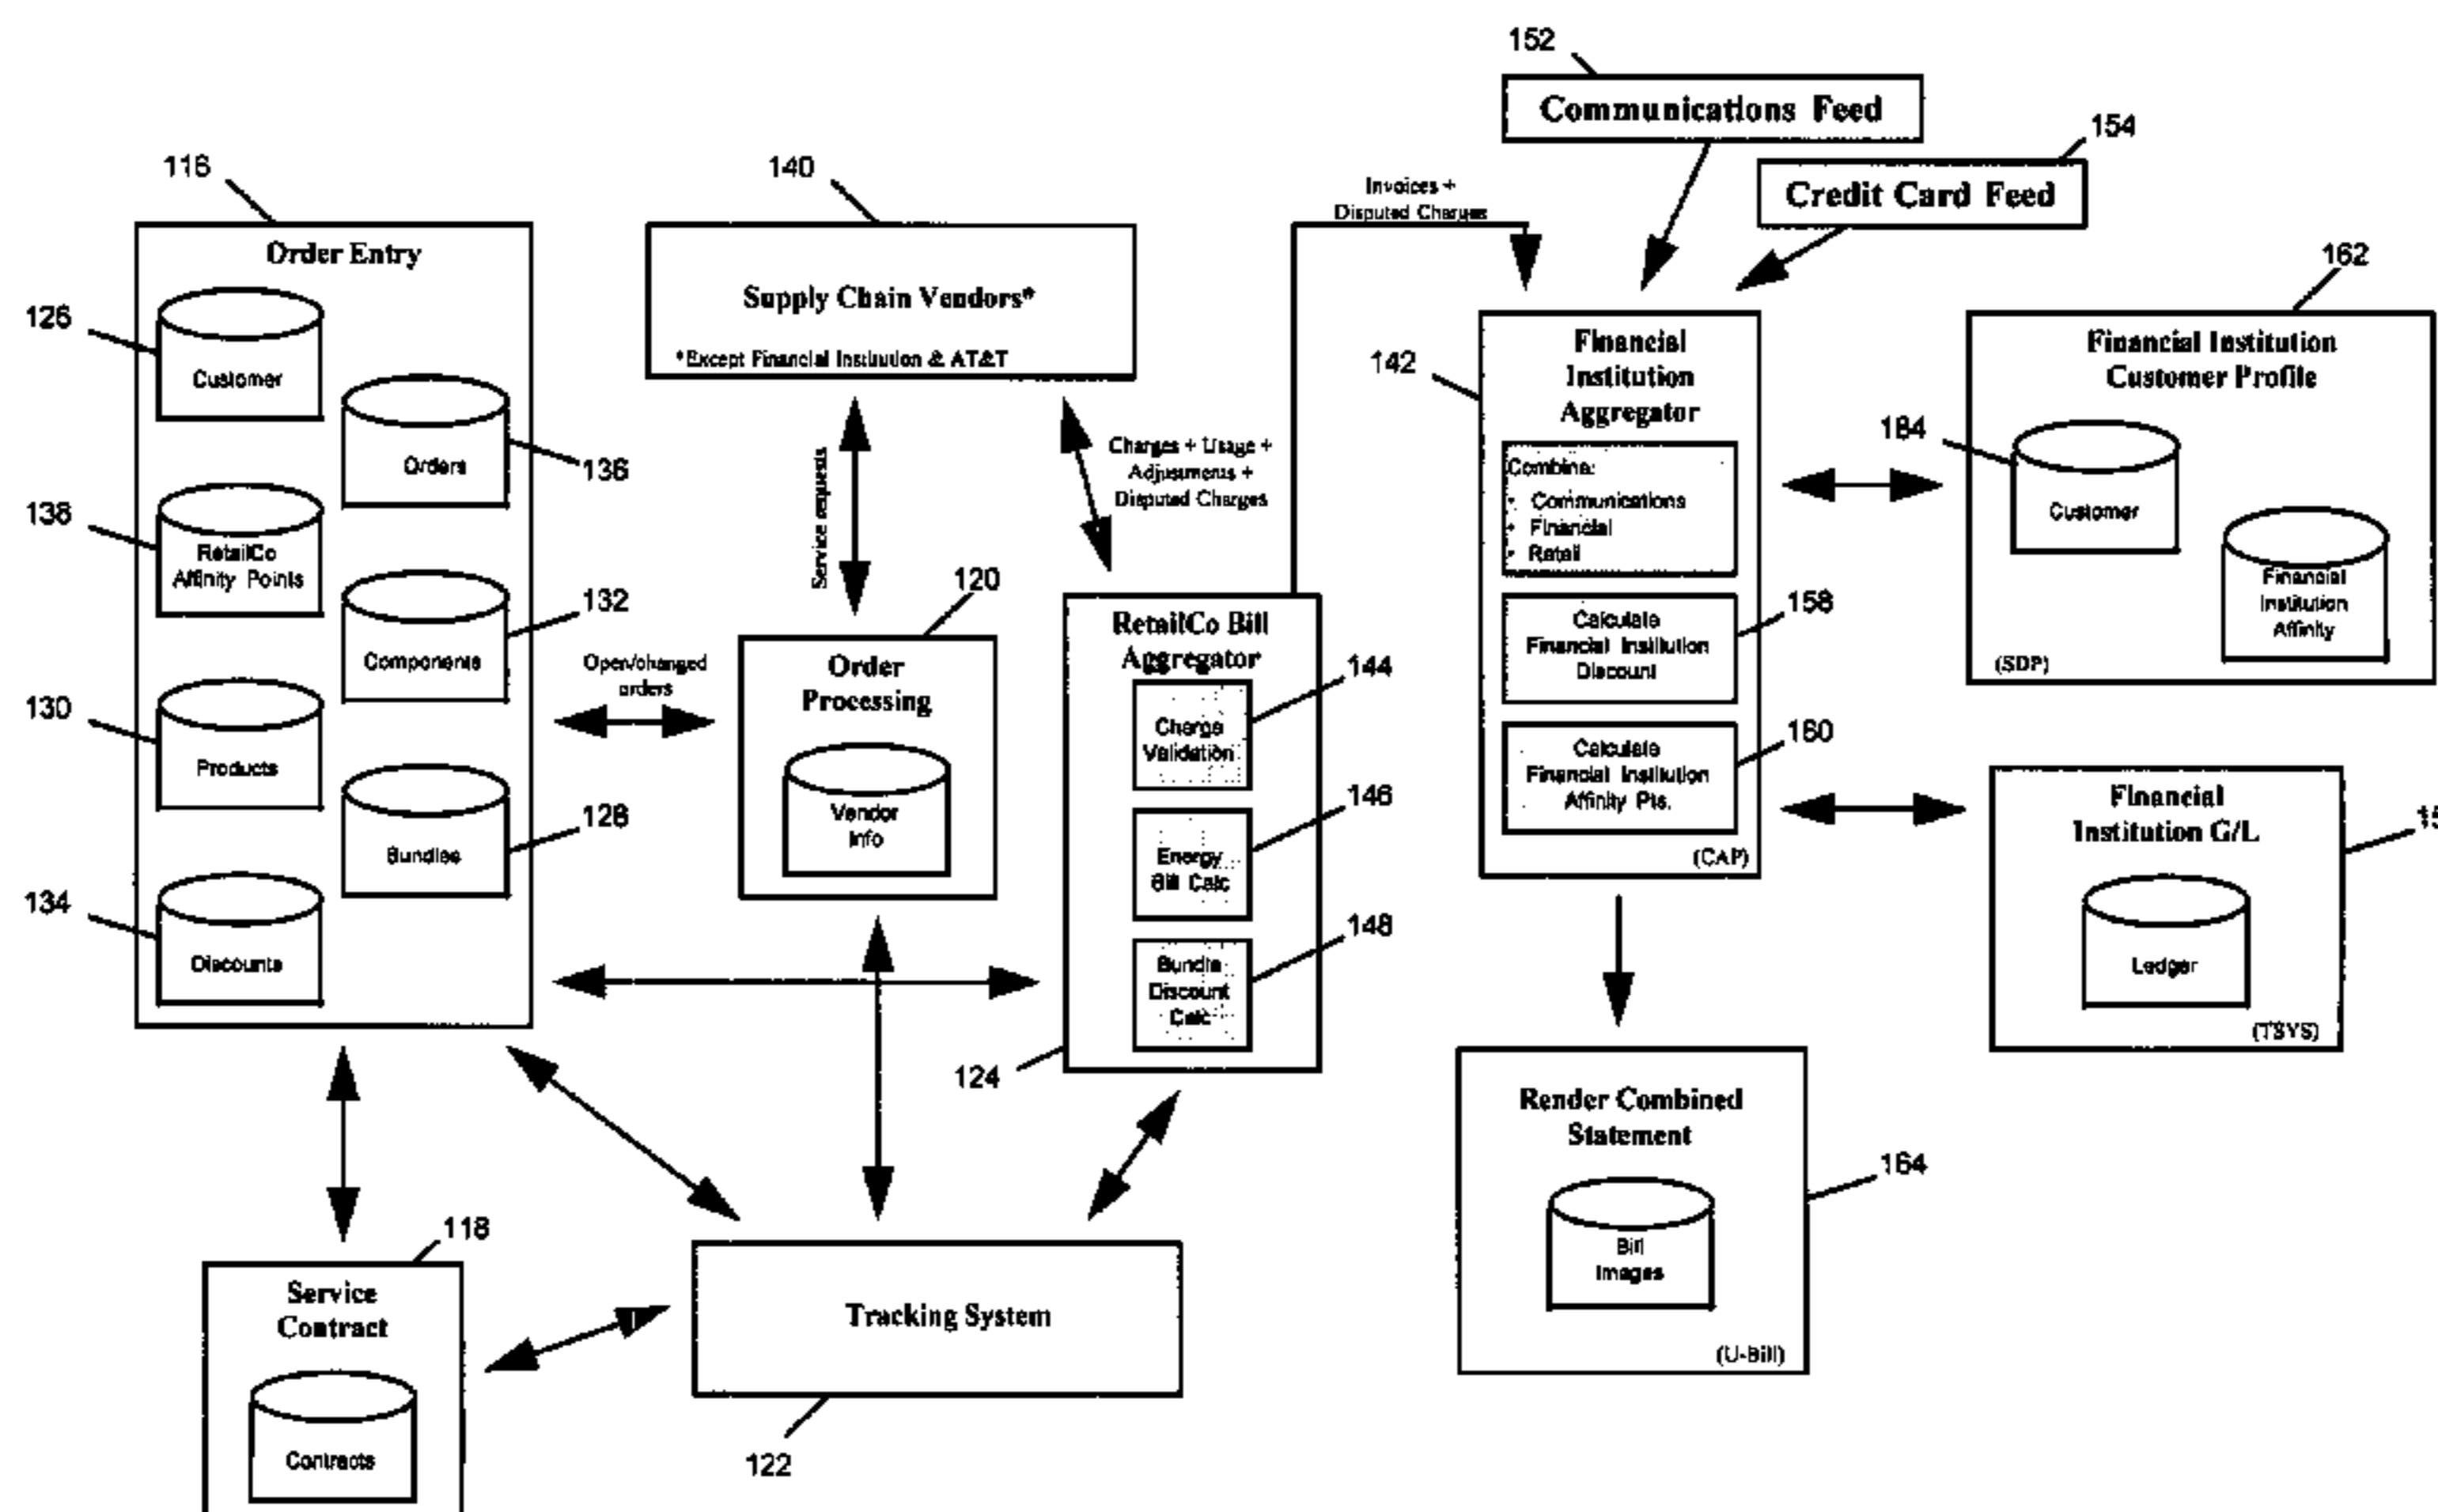 152
Communications Feed
154
Credit Card Feed
116
Order Entry
126
Customer
Orders
136
138
RetailCo
Affinity Points
132
Components
130
Products
128
Bundles
134
Discounts
140
Supply Chain Vendors*
*Except Financial Institution & AT&T
Service requests
Charges + Usage +
Adjustments +
Disputed Charges
Invoices +
Disputed Charges
Open/changed
orders
120
Order
Processing
Vendor
Info
RetailCo Bill
Aggregator
144
Charge
Validation
146
Energy
Bill Calc
148
Bundle
Discount
Calc
124
142
Financial
Institution
Aggregator
Combine:
• Communications
• Financial
• Retail
158
Calculate
Financial Institution
Discount
160
Calculate
Financial Institution
Affinity Pts.
(CAP)
162
Financial Institution
Customer Profile
184
Customer
Financial
Institution
Affinity
(SDP)
Financial
Institution G/L
15
Ledger
(TSYS)
Render Combined
Statement
164
Bill
Images
(U-Bill)
118
Service
Contract
Contracts
Tracking System
122